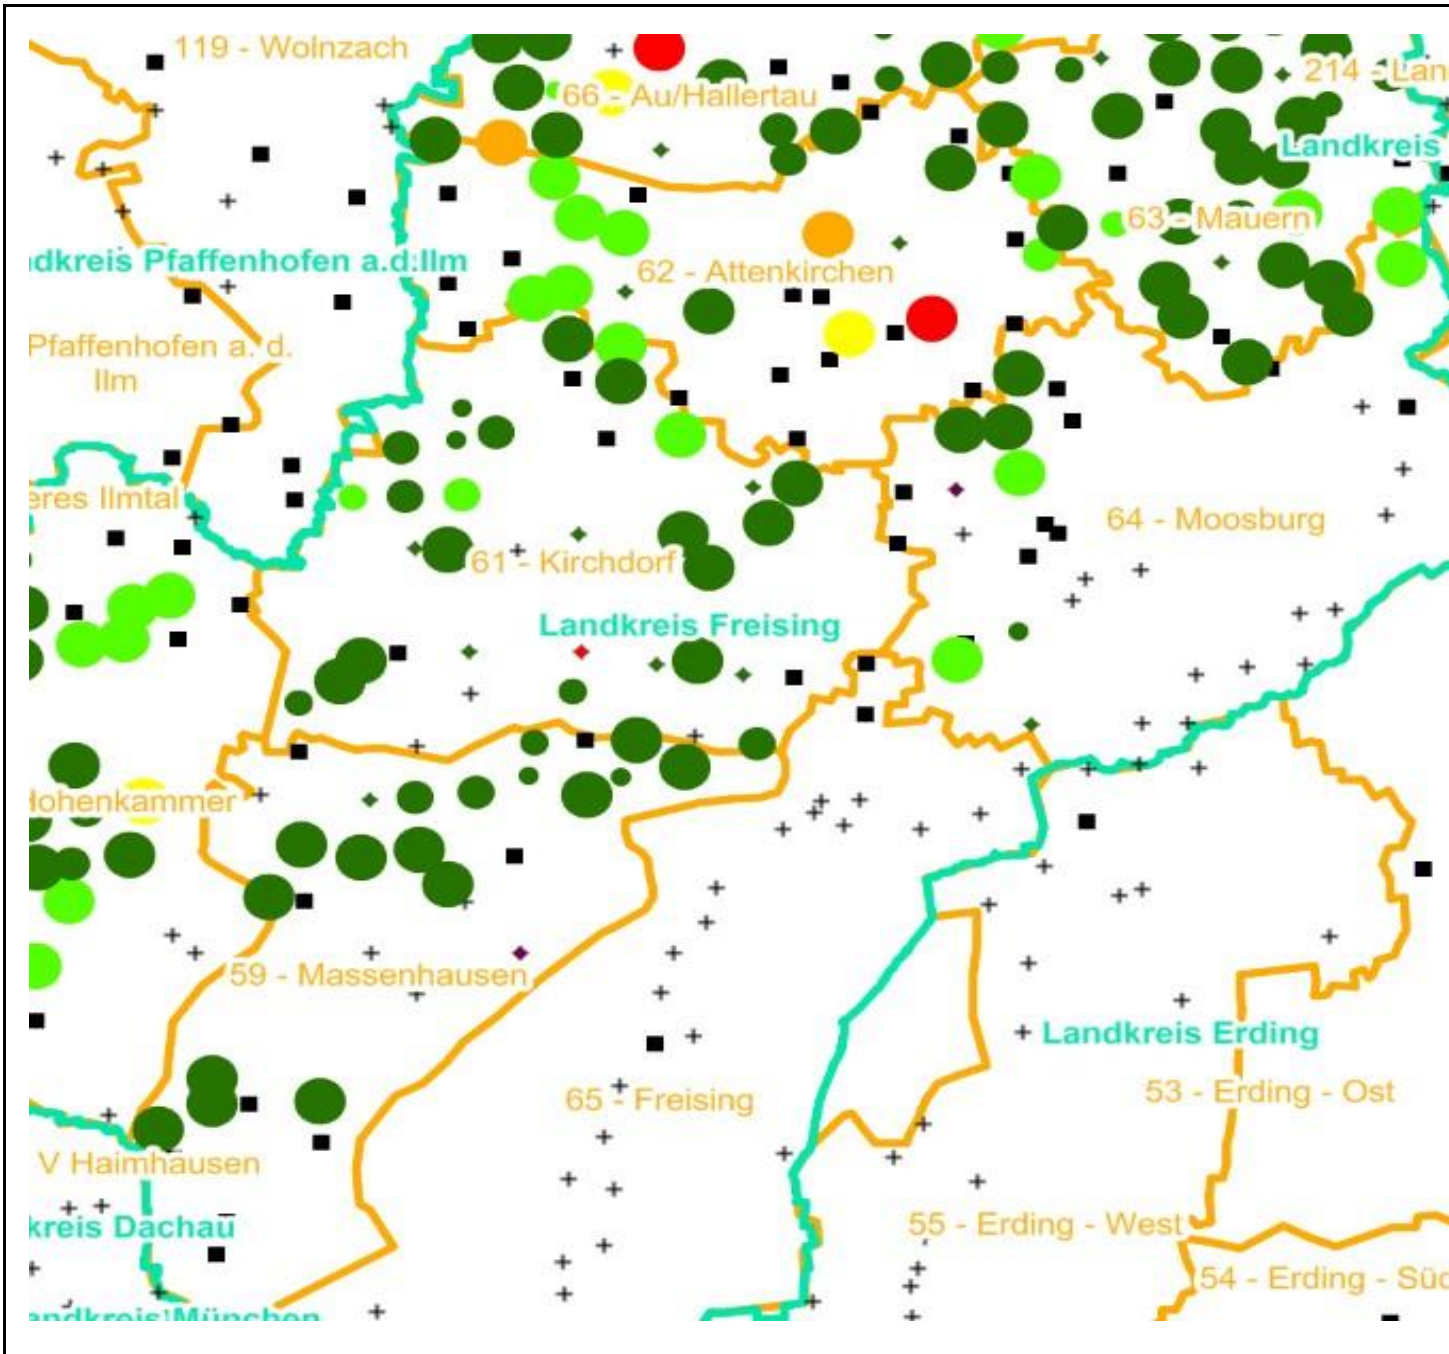 119 - Wolnzach
66 - Au/Hallertau
214 - Lan
Landkreis
63 - Mauern
dkreis Pfaffenhofen a.d.Ilm
62 - Attenkirchen
Pfaffenhofen a. d.
Ilm
eres Ilmtal
64 - Moosburg
61 - Kirchdorf
Landkreis Freising
Hohenkammer
59 - Massenhausen
Landkreis Erding
53 - Erding - Ost
65 - Freising
V Haimhausen
kreis Dachau
55 - Erding - West
54 - Erding - Süd
andkreis München